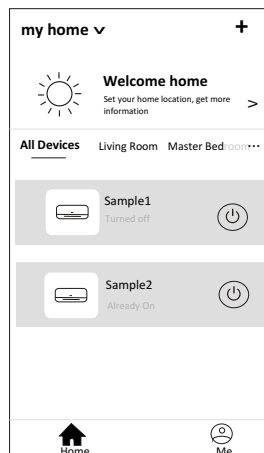 my home
Welcome home
Set your home location, get more
information
All Devices Living Room Master Bedroom
Sample1
Turned off
Sample2
Already On
Home Me